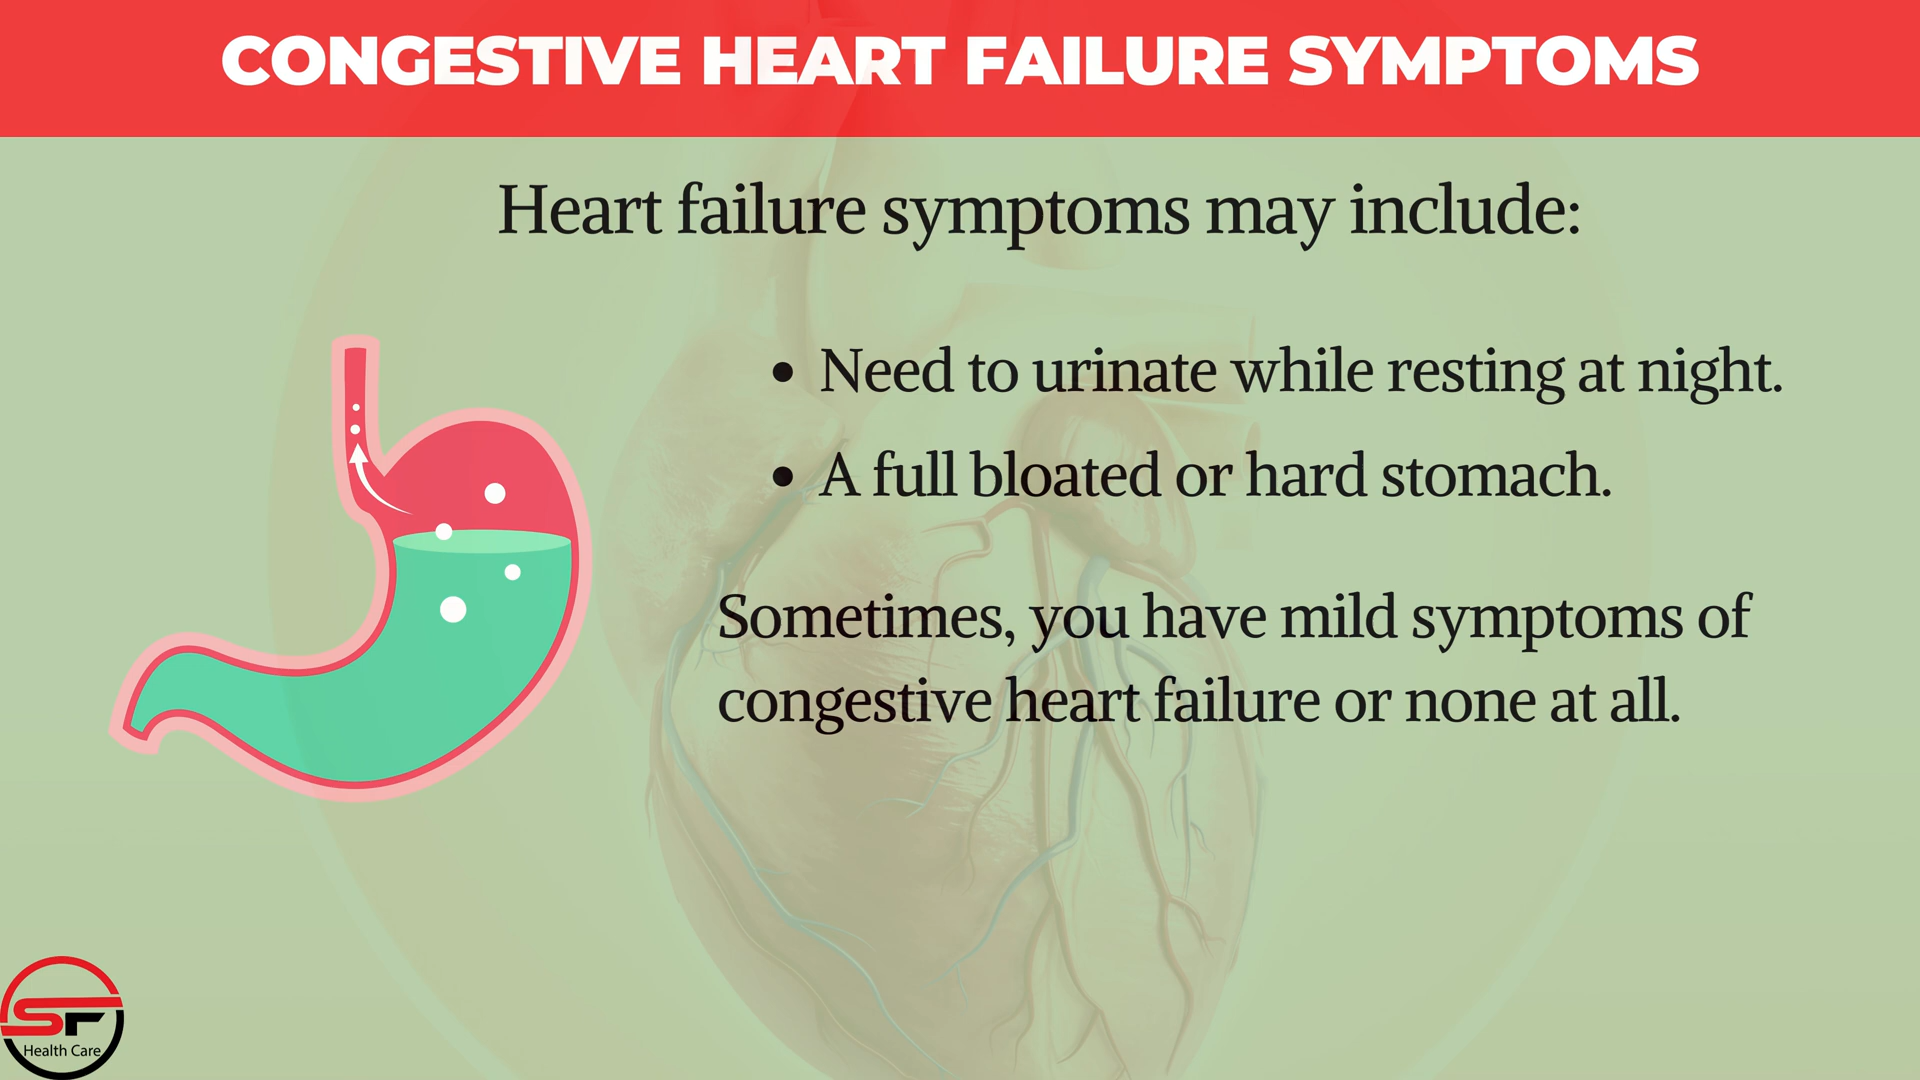 CONGESTIVE HEART FAILURE SYMPTOMS
Heart failure symptoms may include:
• Need to urinate while resting at night.
• A full bloated or hard stomach.
Sometimes, you have mild symptoms of
congestive heart failure or none at all.
SF
Health Care